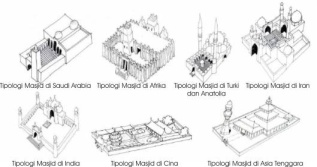 Tipologi Masjid di Saudi Arabia
Tipologi Masjid di Afrika
Tipologi Masjid di Turki
dan Anatolia
Tipologi Masjid di Iran
Tipologi Masjid di India
Tipologi Masjid di Cina
Tipologi Masjid di Asia Tenggara